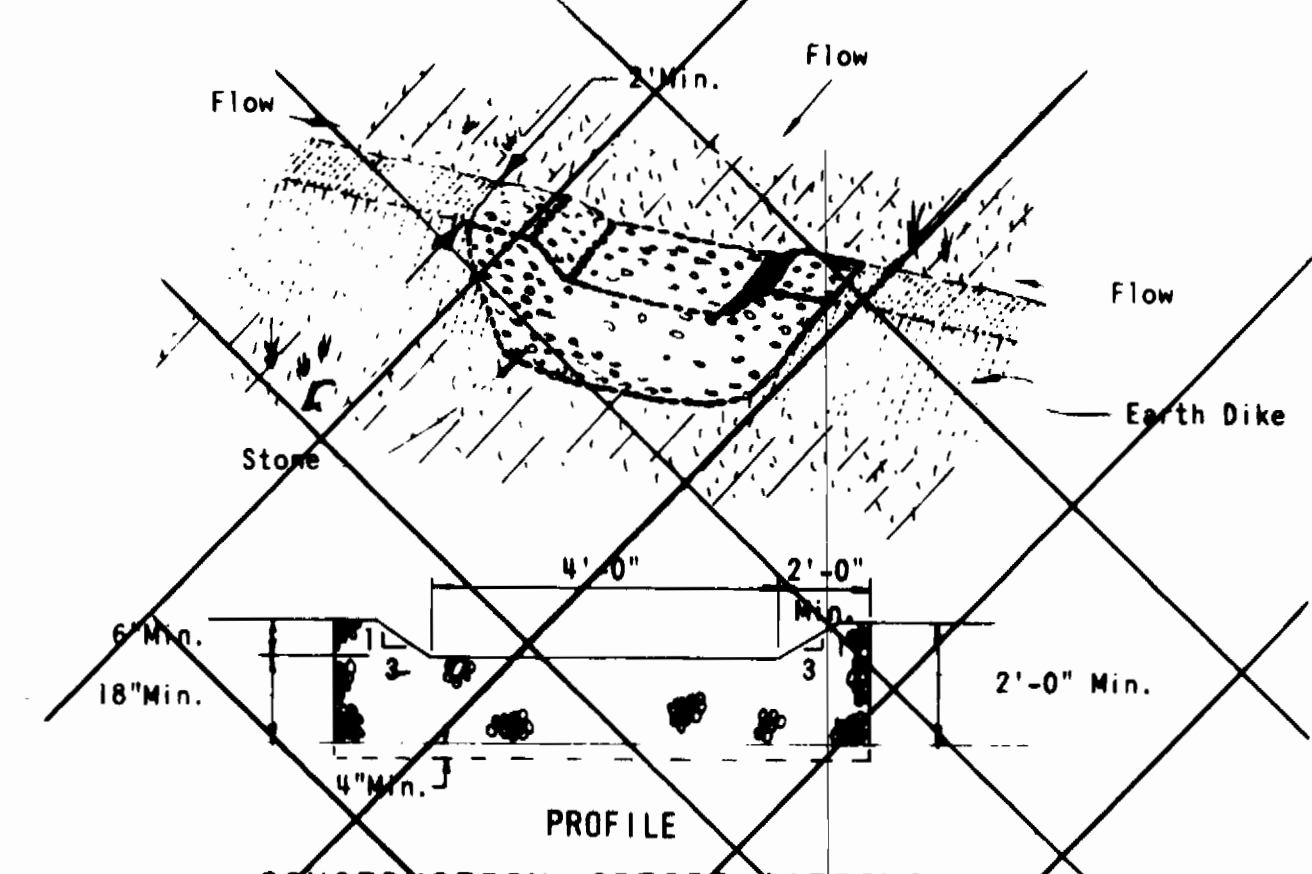 Flow
2'Min.
Flow
Flow
Earth Dike
Stone
4'-0"
2'-0"
Min.
6"Min.
1
3
3
18"Min.
2'-0" Min.
4"Min.
PROFILE